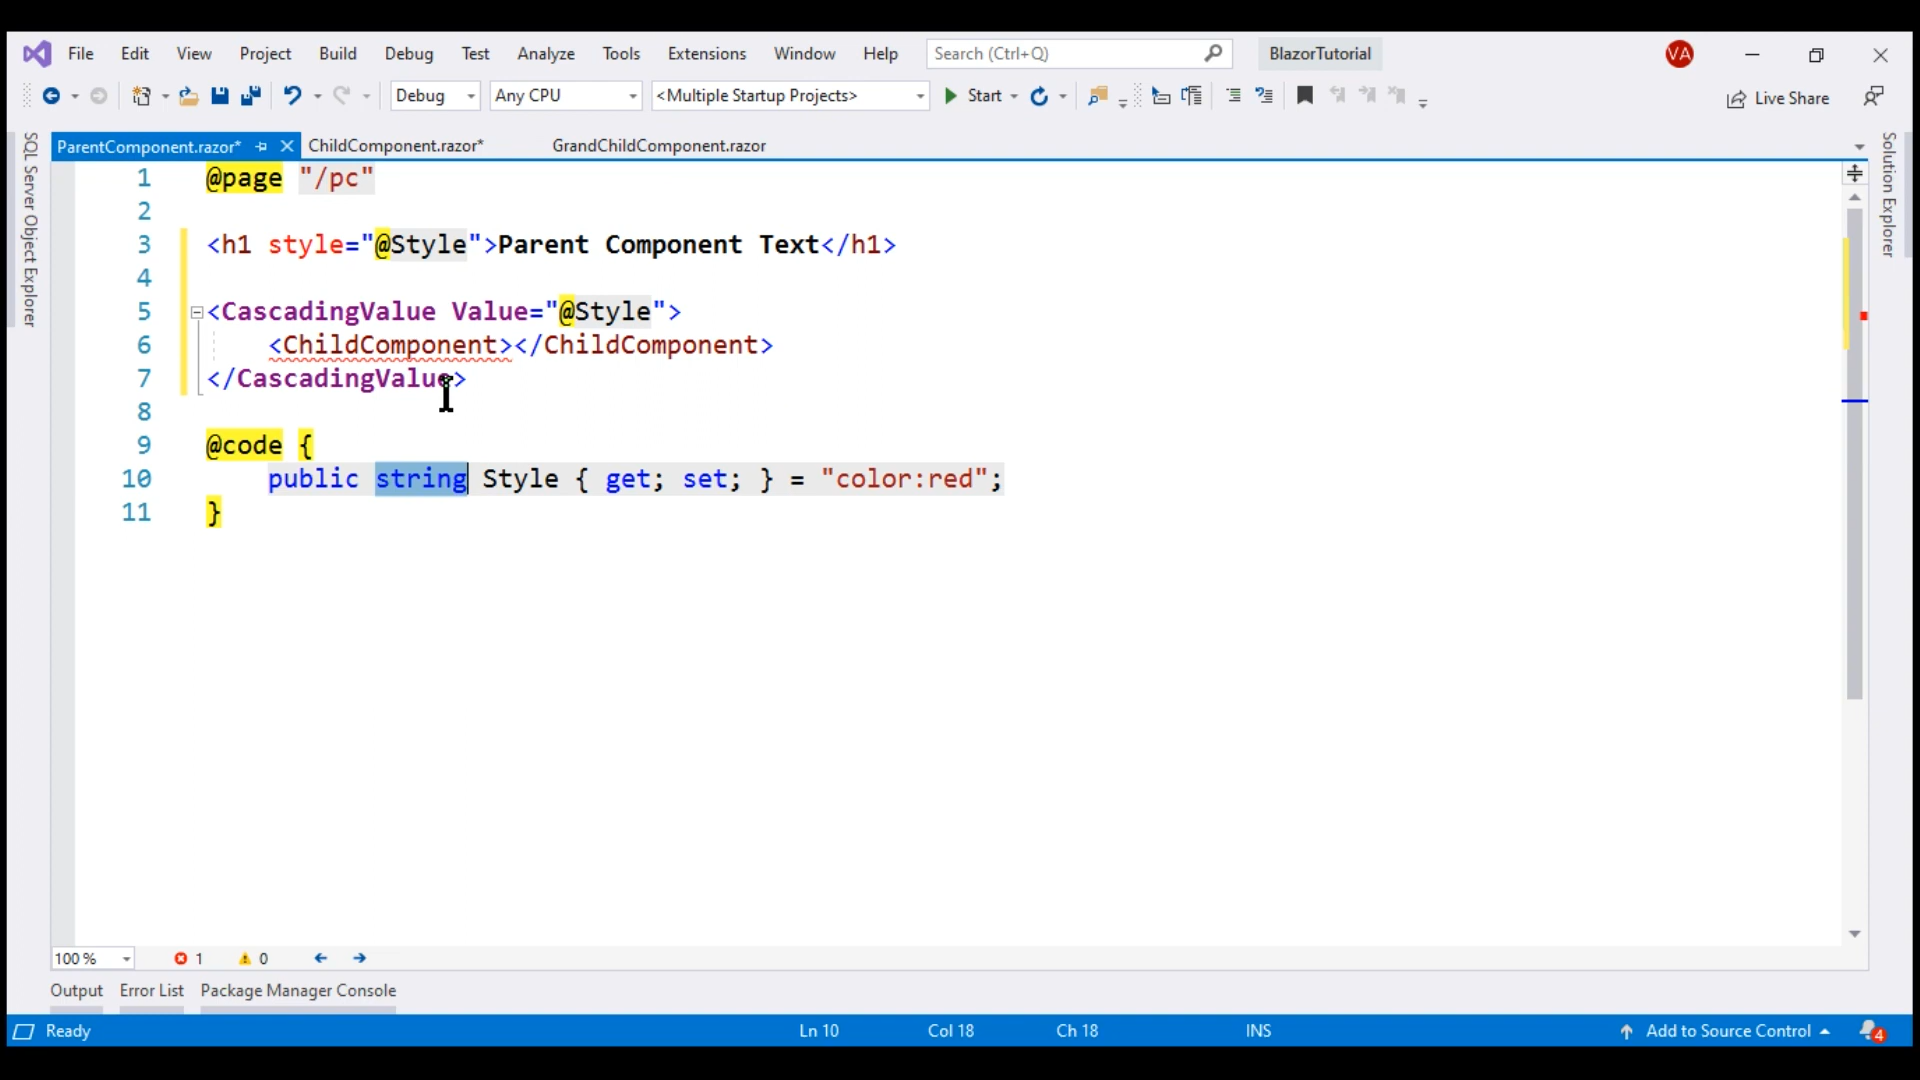 File Edit View Project Build Debug Test Analyze Tools Extensions Window Help Search (Ctrl+Q) BlazorTutorial VA
Debug Any CPU <Multiple Startup Projects> Start Live Share
SQL Server Object Explorer
Solution Explorer
ParentComponent.razor* ChildComponent.razor* GrandChildComponent.razor
1 @page "/pc"
2
3 <h1 style="@Style">Parent Component Text</h1>
4
5 <CascadingValue Value="@Style">
6 <ChildComponent></ChildComponent>
7 </CascadingValue>
8
9 @code {
10 public string Style { get; set; } = "color:red";
11 }
100 % 1 0
Output Error List Package Manager Console
Ready Ln 10 Col 18 Ch 18 INS Add to Source Control 4